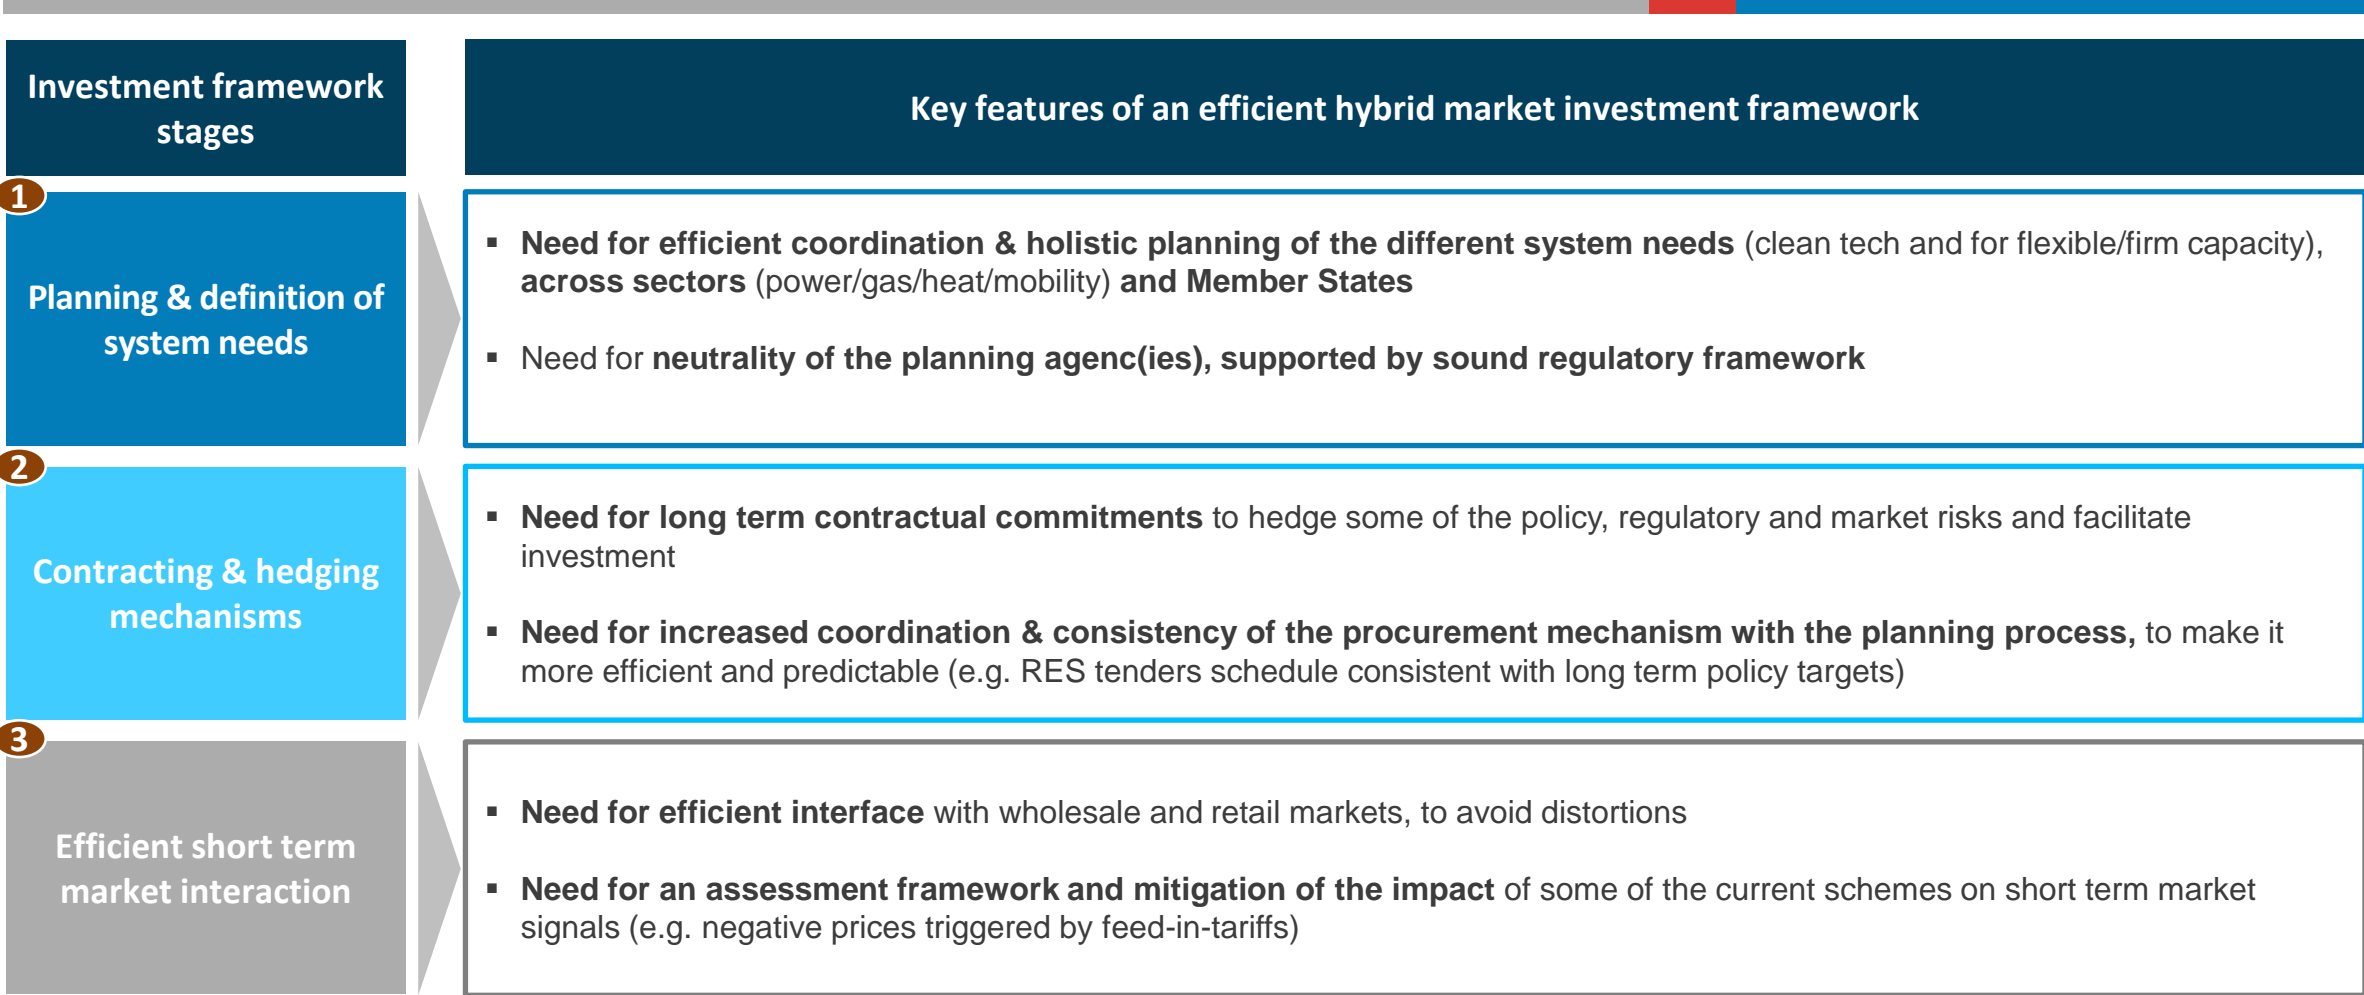 Investment framework
stages
Key features of an efficient hybrid market investment framework
1
Planning & definition of
system needs
▪ Need for efficient coordination & holistic planning of the different system needs (clean tech and for flexible/firm capacity),
across sectors (power/gas/heat/mobility) and Member States
▪ Need for neutrality of the planning agenc(ies), supported by sound regulatory framework
2
Contracting & hedging
mechanisms
▪ Need for long term contractual commitments to hedge some of the policy, regulatory and market risks and facilitate
investment
▪ Need for increased coordination & consistency of the procurement mechanism with the planning process, to make it
more efficient and predictable (e.g. RES tenders schedule consistent with long term policy targets)
3
Efficient short term
market interaction
▪ Need for efficient interface with wholesale and retail markets, to avoid distortions
▪ Need for an assessment framework and mitigation of the impact of some of the current schemes on short term market
signals (e.g. negative prices triggered by feed-in-tariffs)